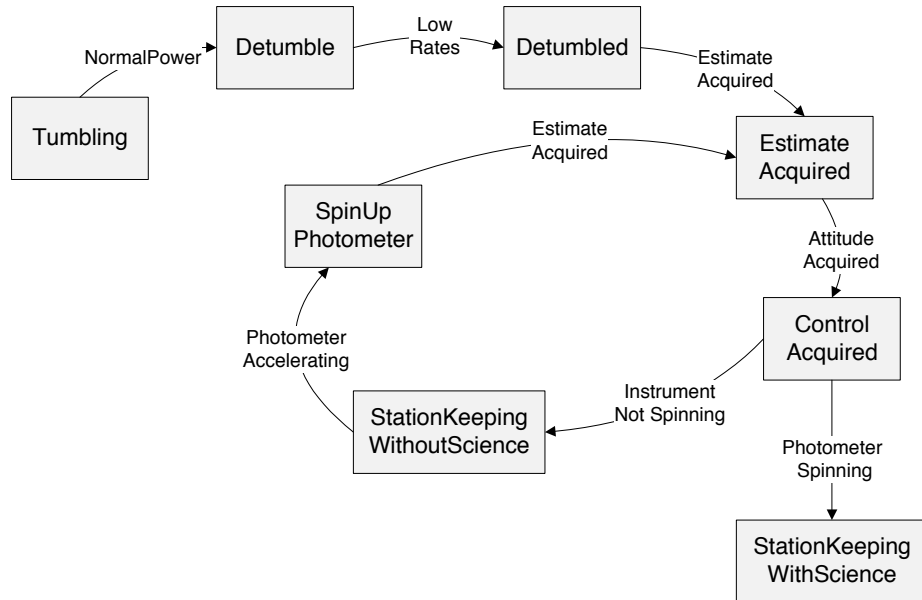 NormalPower
Detumble
Low
Rates
Detumbled
Estimate
Acquired
Tumbling
Estimate
Acquired
Estimate
Acquired
SpinUp
Photometer
Attitude
Acquired
Photometer
Accelerating
Control
Acquired
Instrument
Not Spinning
StationKeeping
WithoutScience
Photometer
Spinning
StationKeeping
WithScience